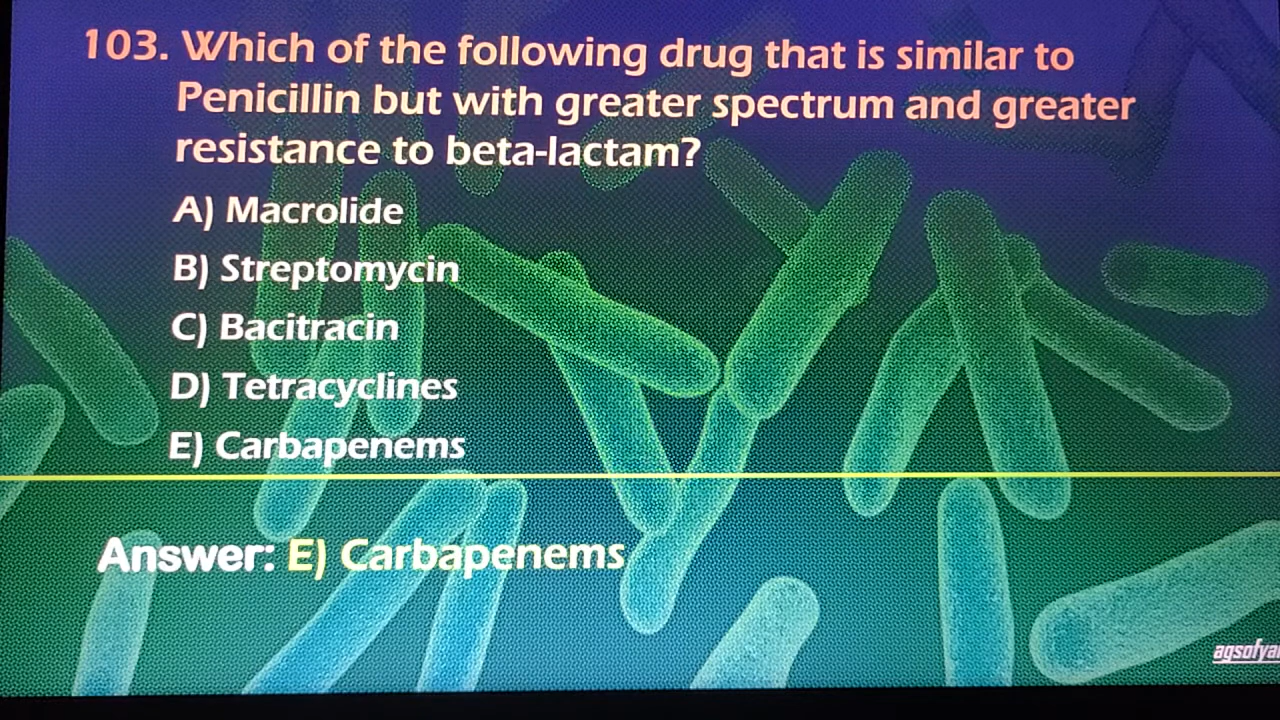 103. Which of the following drug that is similar to
Penicillin but with greater spectrum and greater
resistance to beta-lactam?
A) Macrolide
B) Streptomycin
C) Bacitracin
D) Tetracyclines
E) Carbapenems
Answer: E) Carbapenems